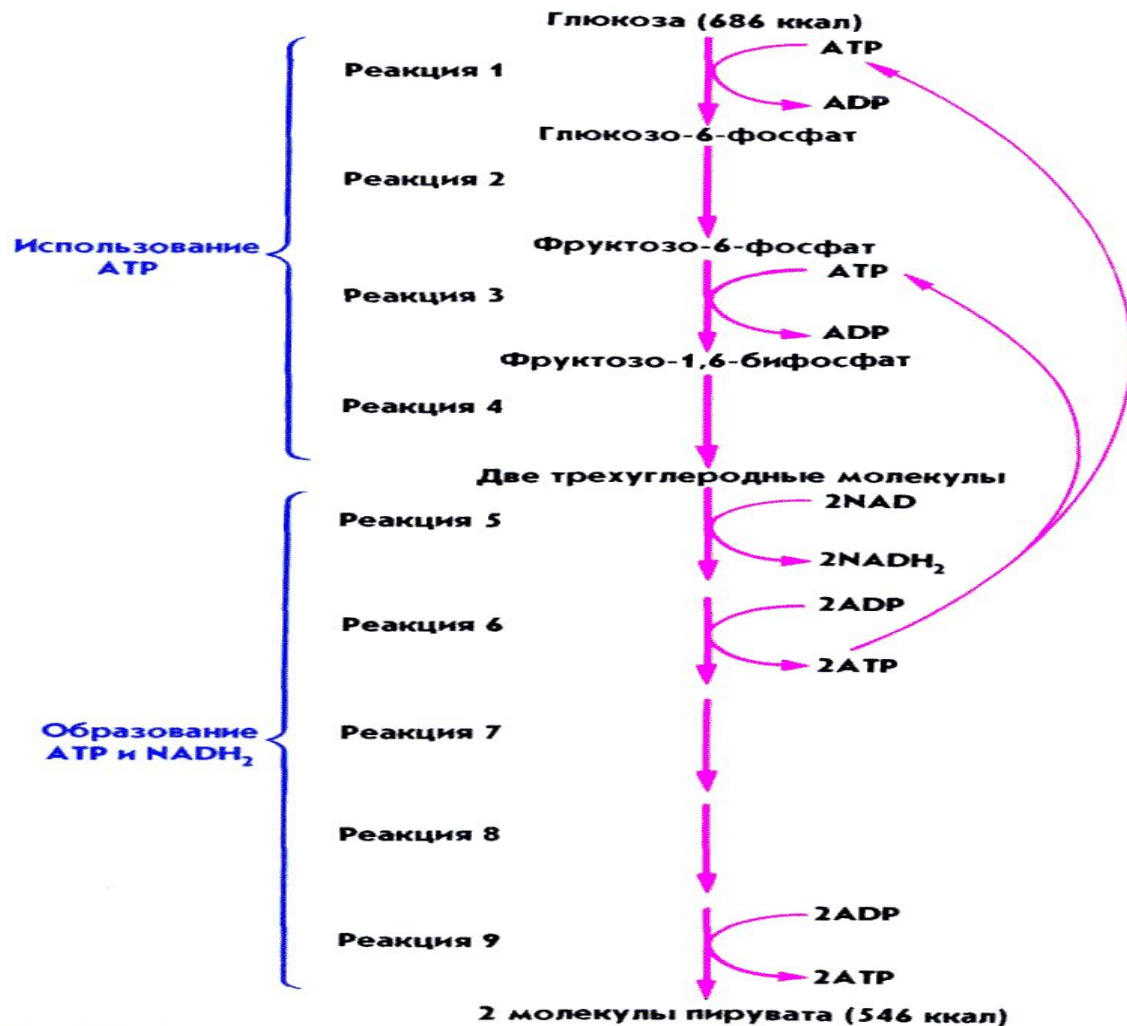 Глюкоза (686 ккал)
Реакция 1
ATP
ADP
Глюкозо-6-фосфат
Реакция 2
Использование
ATP
Фруктозо-6-фосфат
Реакция 3
ATP
ADP
Фруктозо-1,6-бифосфат
Реакция 4
Две трехуглеродные молекулы
Реакция 5
2NAD
2NADH₂
Реакция 6
2ADP
2ATP
Образование
ATP и NADH₂
Реакция 7
Реакция 8
Реакция 9
2ADP
2ATP
2 молекулы пирувата (546 ккал)